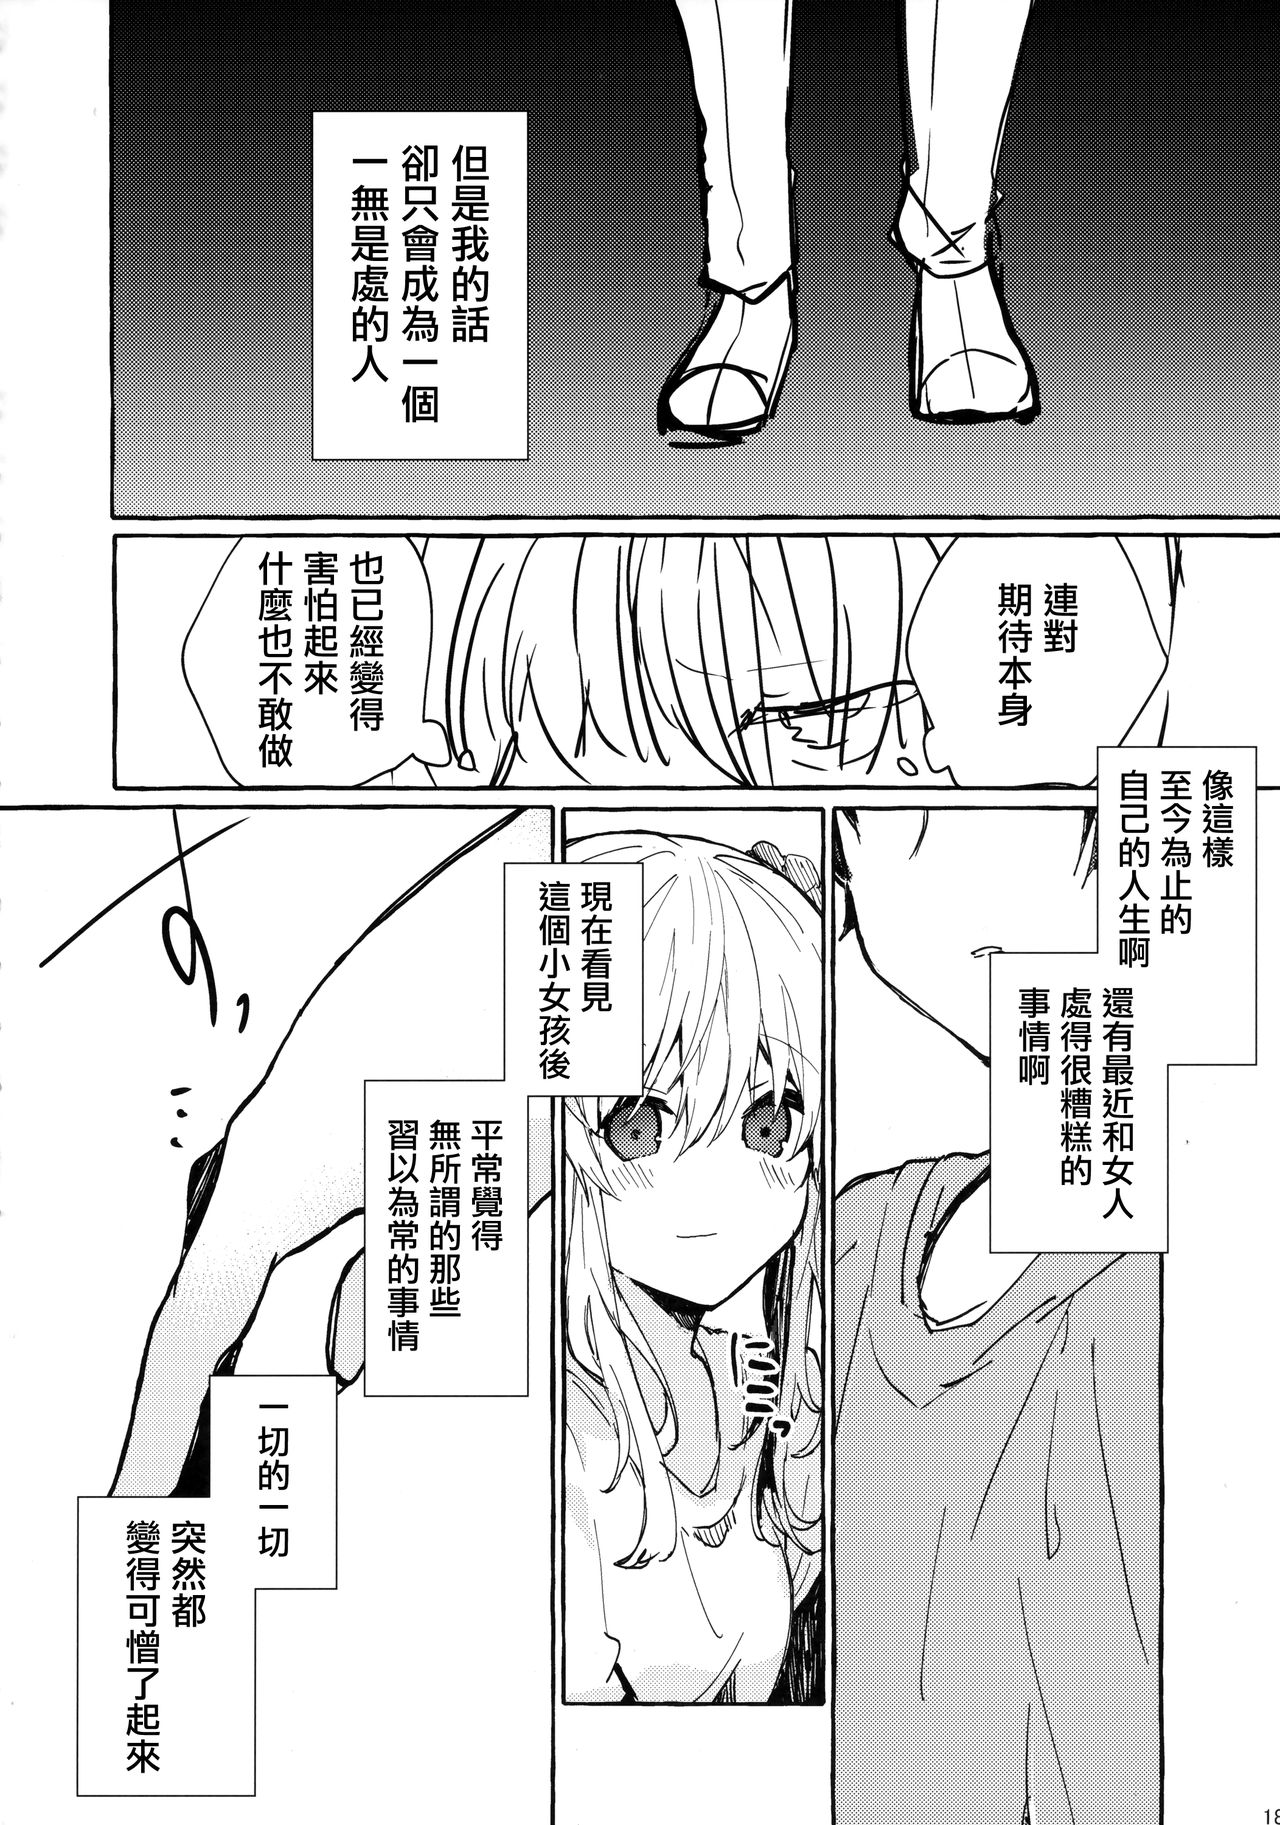 但是我的話
卻只會成為一個
一無是處的人
連對
期待本身
也已經變得
害怕起來
什麼也不敢做
像這樣
至今為止的
自己的人生啊
還有最近和女人
處得很糟糕的
事情啊
現在看見
這個小女孩後
平常覺得
無所謂的那些
習以為常的事情
一切的一切
突然都
變得可憎了起來
18